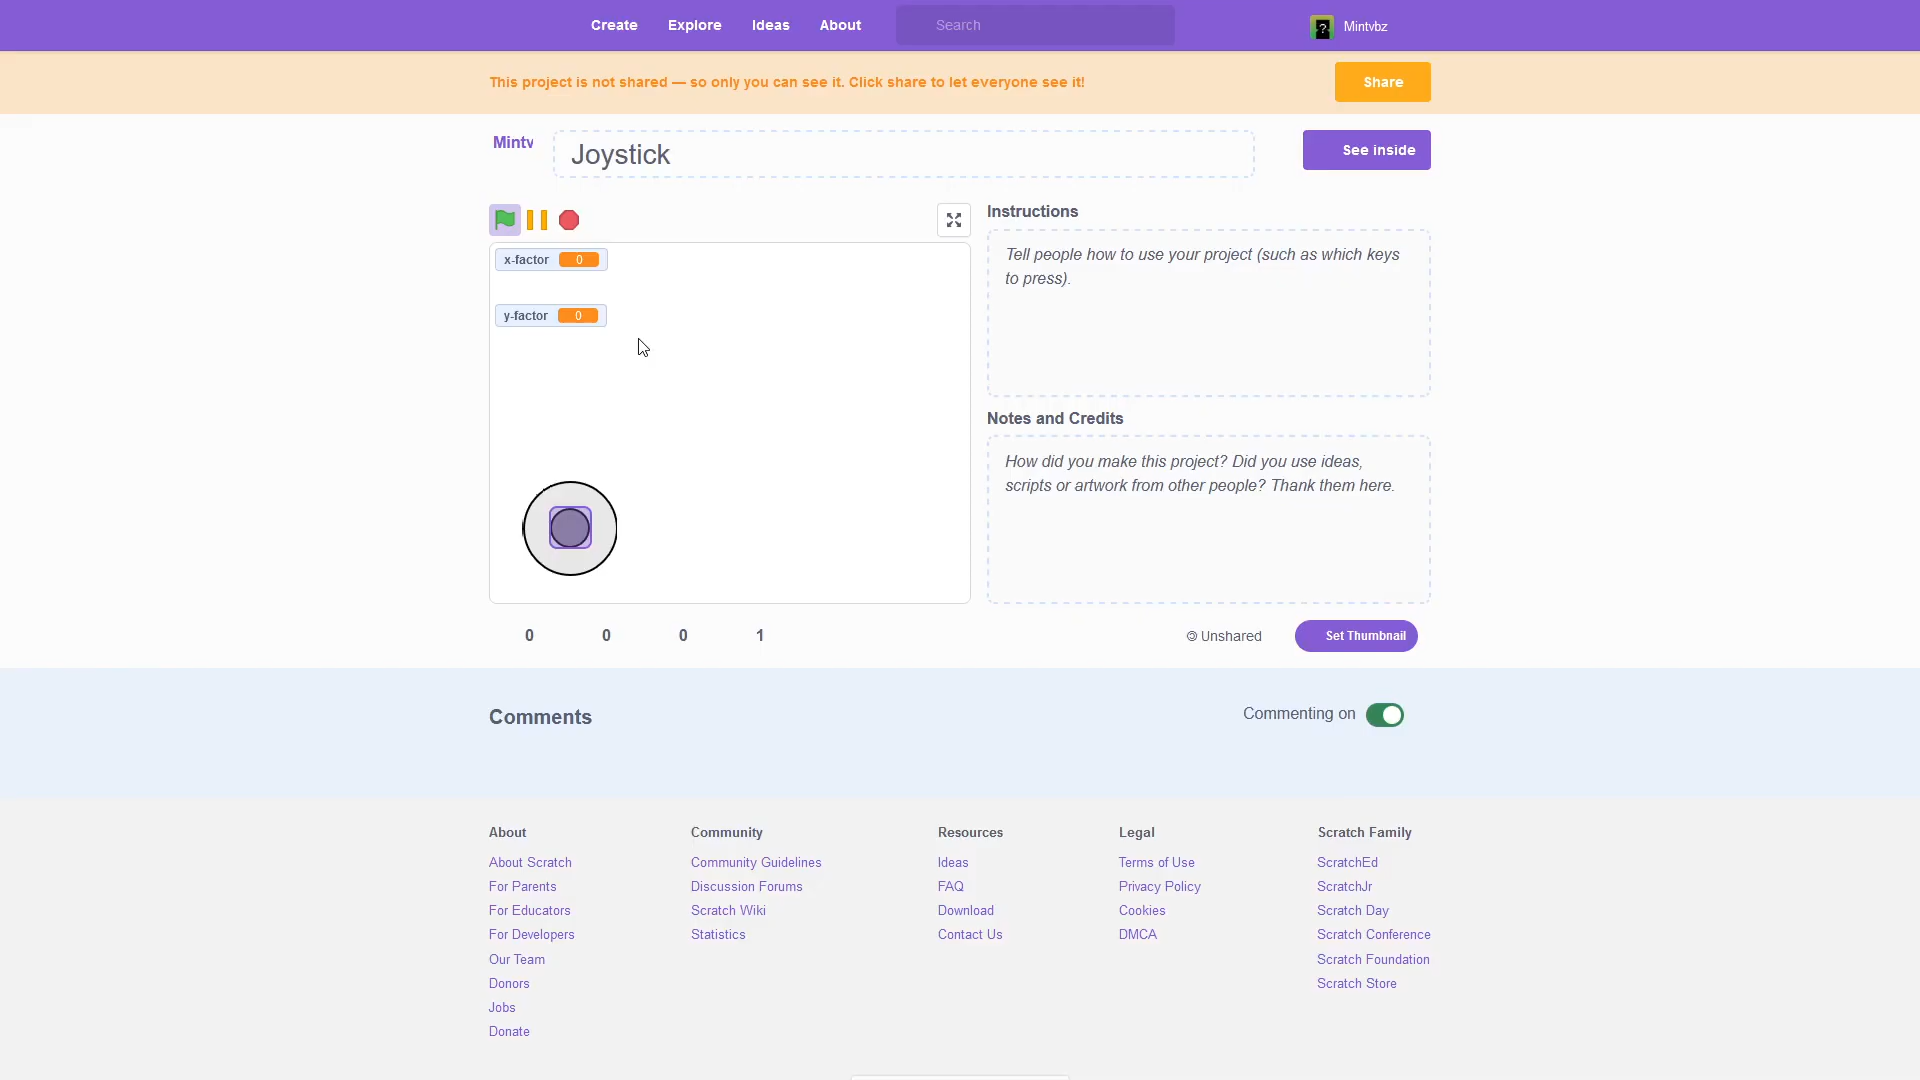 Create Explore Ideas About Search Mintvbz
This project is not shared — so only you can see it. Click share to let everyone see it! Share
Mintv Joystick See inside
Instructions
Tell people how to use your project (such as which keys
to press).
x-factor 0
y-factor 0
Notes and Credits
How did you make this project? Did you use ideas,
scripts or artwork from other people? Thank them here.
0 0 0 1 Unshared Set Thumbnail
Comments Commenting on
About
About Scratch
For Parents
For Educators
For Developers
Our Team
Donors
Jobs
Donate
Community
Community Guidelines
Discussion Forums
Scratch Wiki
Statistics
Resources
Ideas
FAQ
Download
Contact Us
Legal
Terms of Use
Privacy Policy
Cookies
DMCA
Scratch Family
ScratchEd
ScratchJr
Scratch Day
Scratch Conference
Scratch Foundation
Scratch Store